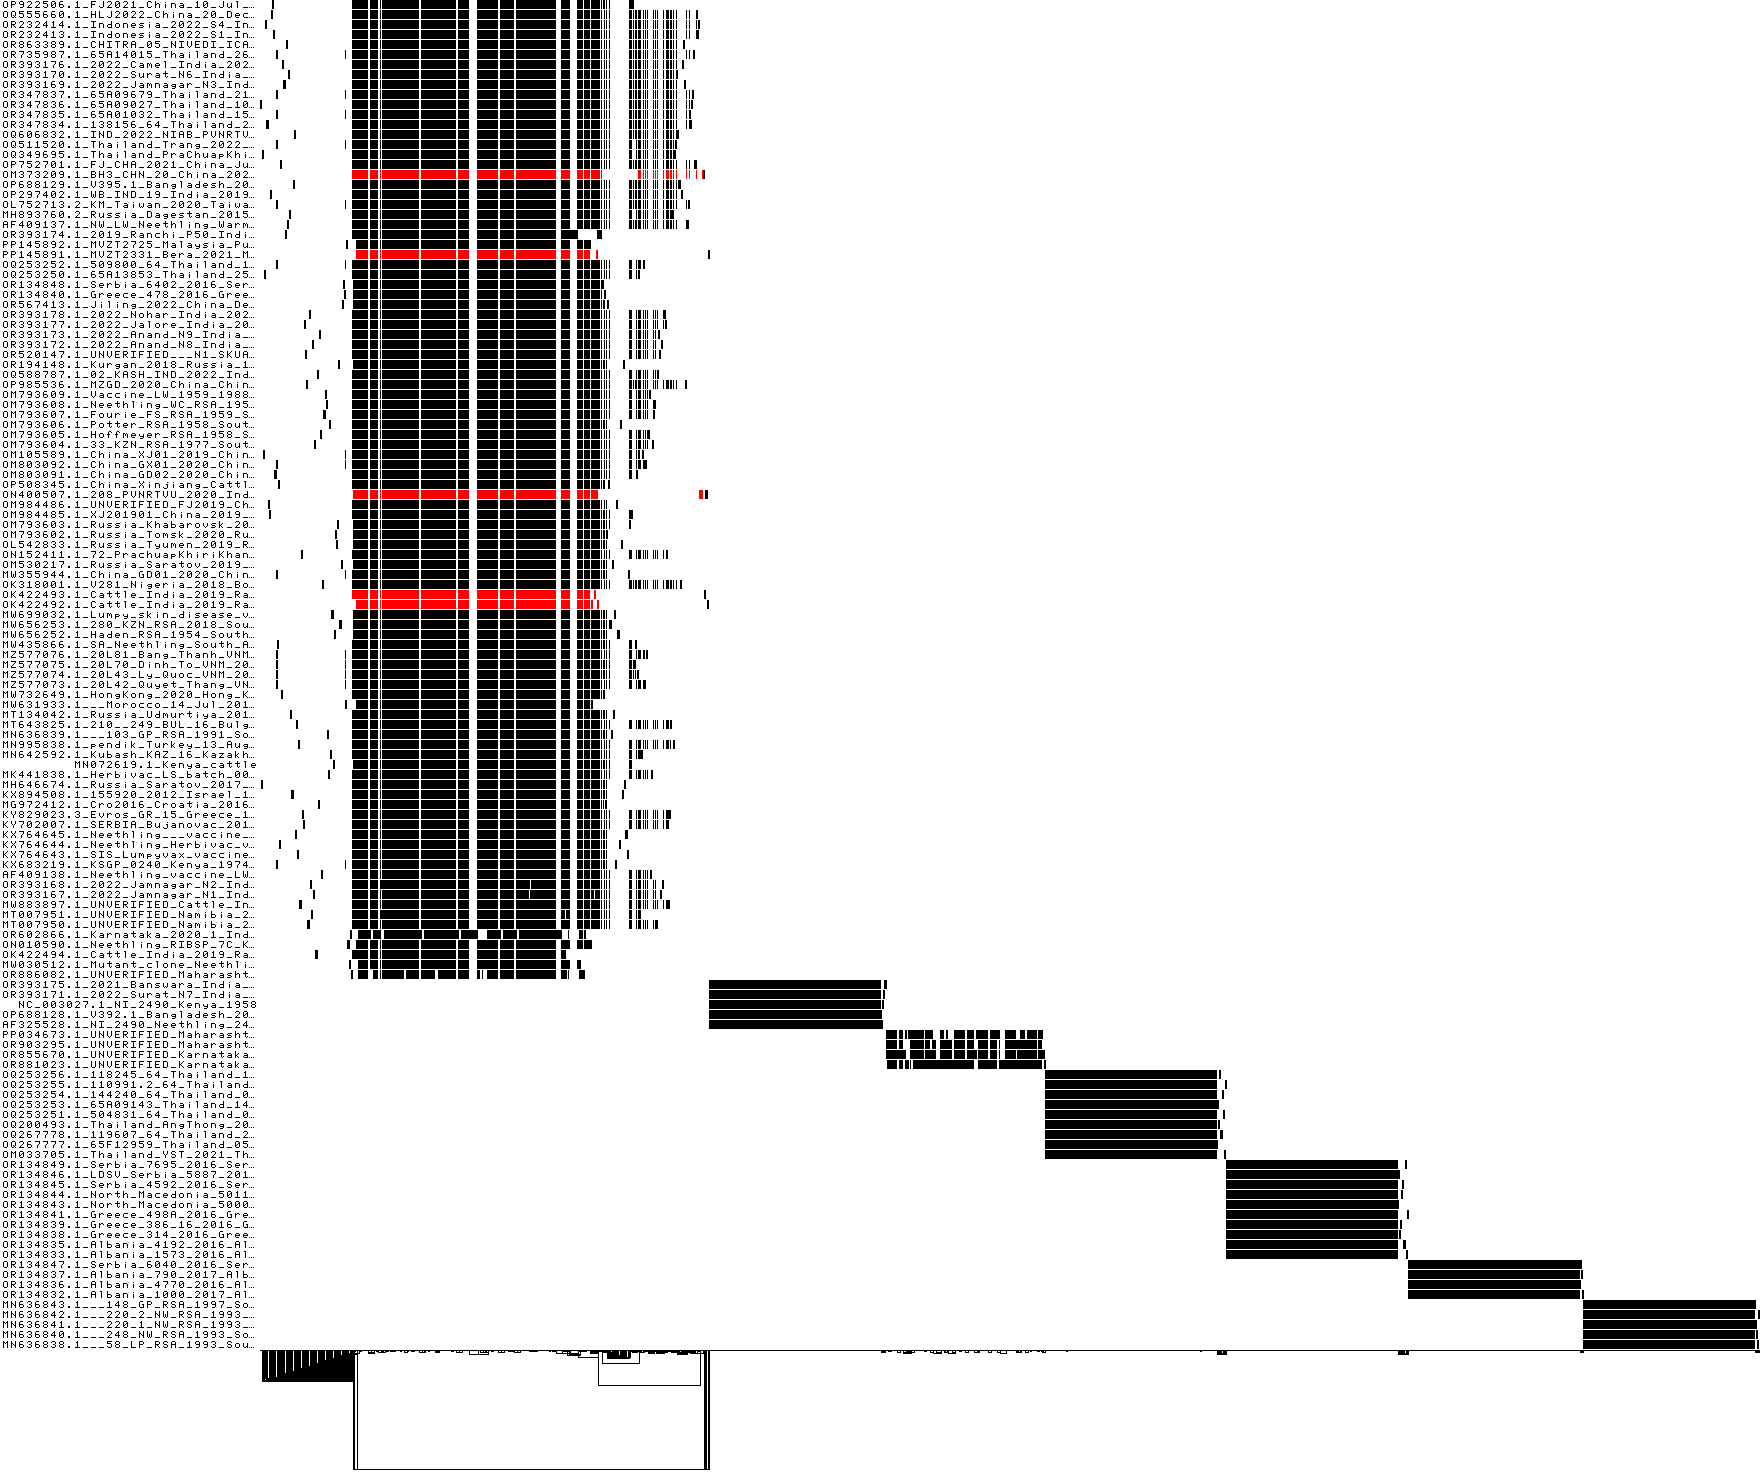 OP922506.1_FJ2021_China_10_Jul_…
OQ555660.1_HLJ2022_China_20_Dec…
OR232414.1_Indonesia_2022_S4_In…
OR232413.1_Indonesia_2022_S1_In…
OR863389.1_CHITRA_05_NIVEDI_ICA…
OR735987.1_65A14015_Thailand_26…
OR393176.1_2022_Camel_India_202…
OR393170.1_2022_Surat_N6_India_…
OR393169.1_2022_Jamnagar_N3_Ind…
OR347837.1_65A09679_Thailand_21…
OR347836.1_65A09027_Thailand_10…
OR347835.1_65A01032_Thailand_15…
OR347834.1_138156_64_Thailand_2…
OQ606832.1_IND_2022_NIAB_PVNRTV…
OQ511520.1_Thailand_Trang_2022_…
OQ349695.1_Thailand_PraChuapKhi…
OP752701.1_FJ_CHA_2021_China_Ju…
OM373209.1_BH3_CHN_20_China_202…
OP688129.1_V395.1_Bangladesh_20…
OP297402.1_WB_IND_19_India_2019…
OL752713.2_KM_Taiwan_2020_Taiwa…
MH893760.2_Russia_Dagestan_2015…
AF409137.1_NW_LW_Neethling_Warm…
OR393174.1_2019_Ranchi_P50_Indi…
PP145892.1_MVZT2725_Malaysia_Pu…
PP145891.1_MVZT2331_Bera_2021_M…
OQ253252.1_509800_64_Thailand_1…
OQ253250.1_65A13853_Thailand_25…
OR134848.1_Serbia_6402_2016_Ser…
OR134840.1_Greece_478_2016_Gree…
OR567413.1_Jiling_2022_China_De…
OR393178.1_2022_Nohar_India_202…
OR393177.1_2022_Jalore_India_20…
OR393173.1_2022_Anand_N9_India_…
OR393172.1_2022_Anand_N8_India_…
OR520147.1_UNVERIFIED___N1_SKUA…
OR194148.1_Kurgan_2018_Russia_1…
OQ588787.1_02_KASH_IND_2022_Ind…
OP985536.1_MZGD_2020_China_Chin…
OM793609.1_Vaccine_LW_1959_1988…
OM793608.1_Neethling_WC_RSA_195…
OM793607.1_Fourie_FS_RSA_1959_S…
OM793606.1_Potter_RSA_1958_Sout…
OM793605.1_Hoffmeyer_RSA_1958_S…
OM793604.1_33_KZN_RSA_1977_Sout…
OM105589.1_China_XJ01_2019_Chin…
OM803092.1_China_GX01_2020_Chin…
OM803091.1_China_GD02_2020_Chin…
OP508345.1_China_Xinjiang_Cattl…
ON400507.1_208_PVNRTVU_2020_Ind…
OM984486.1_UNVERIFIED_FJ2019_Ch…
OM984485.1_XJ201901_China_2019_…
OM793603.1_Russia_Khabarovsk_20…
OM793602.1_Russia_Tomsk_2020_Ru…
OL542833.1_Russia_Tyumen_2019_R…
ON152411.1_72_PrachuapKhiriKhan…
OM530217.1_Russia_Saratov_2019_…
MW355944.1_China_GD01_2020_Chin…
OK318001.1_V281_Nigeria_2018_Bo…
OK422493.1_Cattle_India_2019_Ra…
OK422492.1_Cattle_India_2019_Ra…
MW699032.1_Lumpy_skin_disease_v…
MW656253.1_280_KZN_RSA_2018_Sou…
MW656252.1_Haden_RSA_1954_South…
MW435866.1_SA_Neethling_South_A…
MZ577076.1_20L81_Bang_Thanh_VNM…
MZ577075.1_20L70_Dinh_To_VNM_20…
MZ577074.1_20L43_Ly_Quoc_VNM_20…
MZ577073.1_20L42_Quyet_Thang_VN…
MW732649.1_HongKong_2020_Hong_K…
MW631933.1___Morocco_14_Jul_201…
MT134042.1_Russia_Udmurtiya_201…
MT643825.1_210__249_BUL_16_Bulg…
MN636839.1___103_GP_RSA_1991_So…
MN995838.1_pendik_Turkey_13_Aug…
MN642592.1_Kubash_KAZ_16_Kazakh…
MN072619.1_Kenya_cattle
MK441838.1_Herbivac_LS_batch_00…
MH646674.1_Russia_Saratov_2017_…
KX894508.1_155920_2012_Israel_1…
MG972412.1_Cro2016_Croatia_2016…
KY829023.3_Evros_GR_15_Greece_1…
KY702007.1_SERBIA_Bujanovac_201…
KX764645.1_Neethling___vaccine_…
KX764644.1_Neethling_Herbivac_v…
KX764643.1_SIS_Lumpyvax_vaccine…
KX683219.1_KSGP_0240_Kenya_1974…
AF409138.1_Neethling_vaccine_LW…
OR393168.1_2022_Jamnagar_N2_Ind…
OR393167.1_2022_Jamnagar_N1_Ind…
MW883897.1_UNVERIFIED_Cattle_In…
MT007951.1_UNVERIFIED_Namibia_2…
MT007950.1_UNVERIFIED_Namibia_2…
OR602866.1_Karnataka_2020_1_Ind…
ON010590.1_Neethling_RIBSP_7C_K…
OK422494.1_Cattle_India_2019_Ra…
MW030512.1_Mutant_clone_Neethli…
OR886082.1_UNVERIFIED_Maharasht…
OR393175.1_2021_Banswara_India_…
OR393171.1_2022_Surat_N7_India_…
NC_003027.1_NI_2490_Kenya_1958
OP688128.1_V392.1_Bangladesh_20…
AF325528.1_NI_2490_Neethling_24…
PP034673.1_UNVERIFIED_Maharasht…
OR903295.1_UNVERIFIED_Maharasht…
OR855670.1_UNVERIFIED_Karnataka…
OR881023.1_UNVERIFIED_Karnataka…
OQ253256.1_118245_64_Thailand_1…
OQ253255.1_110991.2_64_Thailand…
OQ253254.1_144240_64_Thailand_0…
OQ253253.1_65A09143_Thailand_14…
OQ253251.1_504831_64_Thailand_0…
OQ200493.1_Thailand_AngThong_20…
OQ267778.1_119607_64_Thailand_2…
OQ267777.1_65F12959_Thailand_05…
OM033705.1_Thailand_YST_2021_Th…
OR134849.1_Serbia_7695_2016_Ser…
OR134846.1_LDSV_Serbia_5887_201…
OR134845.1_Serbia_4592_2016_Ser…
OR134844.1_North_Macedonia_5011…
OR134843.1_North_Macedonia_5000…
OR134841.1_Greece_498A_2016_Gre…
OR134839.1_Greece_386_16_2016_G…
OR134838.1_Greece_314_2016_Gree…
OR134835.1_Albania_4192_2016_Al…
OR134833.1_Albania_1573_2016_Al…
OR134847.1_Serbia_6040_2016_Ser…
OR134837.1_Albania_790_2017_Alb…
OR134836.1_Albania_4770_2016_Al…
OR134832.1_Albania_1000_2017_Al…
MN636843.1___148_GP_RSA_1997_So…
MN636842.1___220_2_NW_RSA_1993_…
MN636841.1___220_1_NW_RSA_1993_…
MN636840.1___248_NW_RSA_1993_So…
MN636838.1___58_LP_RSA_1993_Sou…